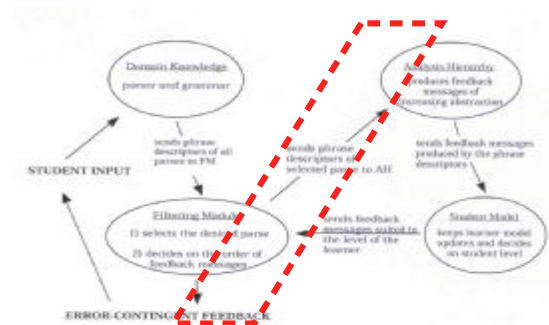 Domain Knowledge
parser and grammar
Analysis Hierarchy
produces feedback
messages of
increasing abstraction
sends phrase
descriptors of all
parses to FM
STUDENT INPUT
sends phrase
descriptors of
selected parse to AH
sends feedback messages
produced by the phrase
descriptors
Filtering Module
1) selects the desired parse
2) decides on the order of
feedback messages
sends feedback
messages suited to
the level of the
learner
Student Model
keeps learner model
updates and decides
on student level
ERROR-CONTINGENT FEEDBACK